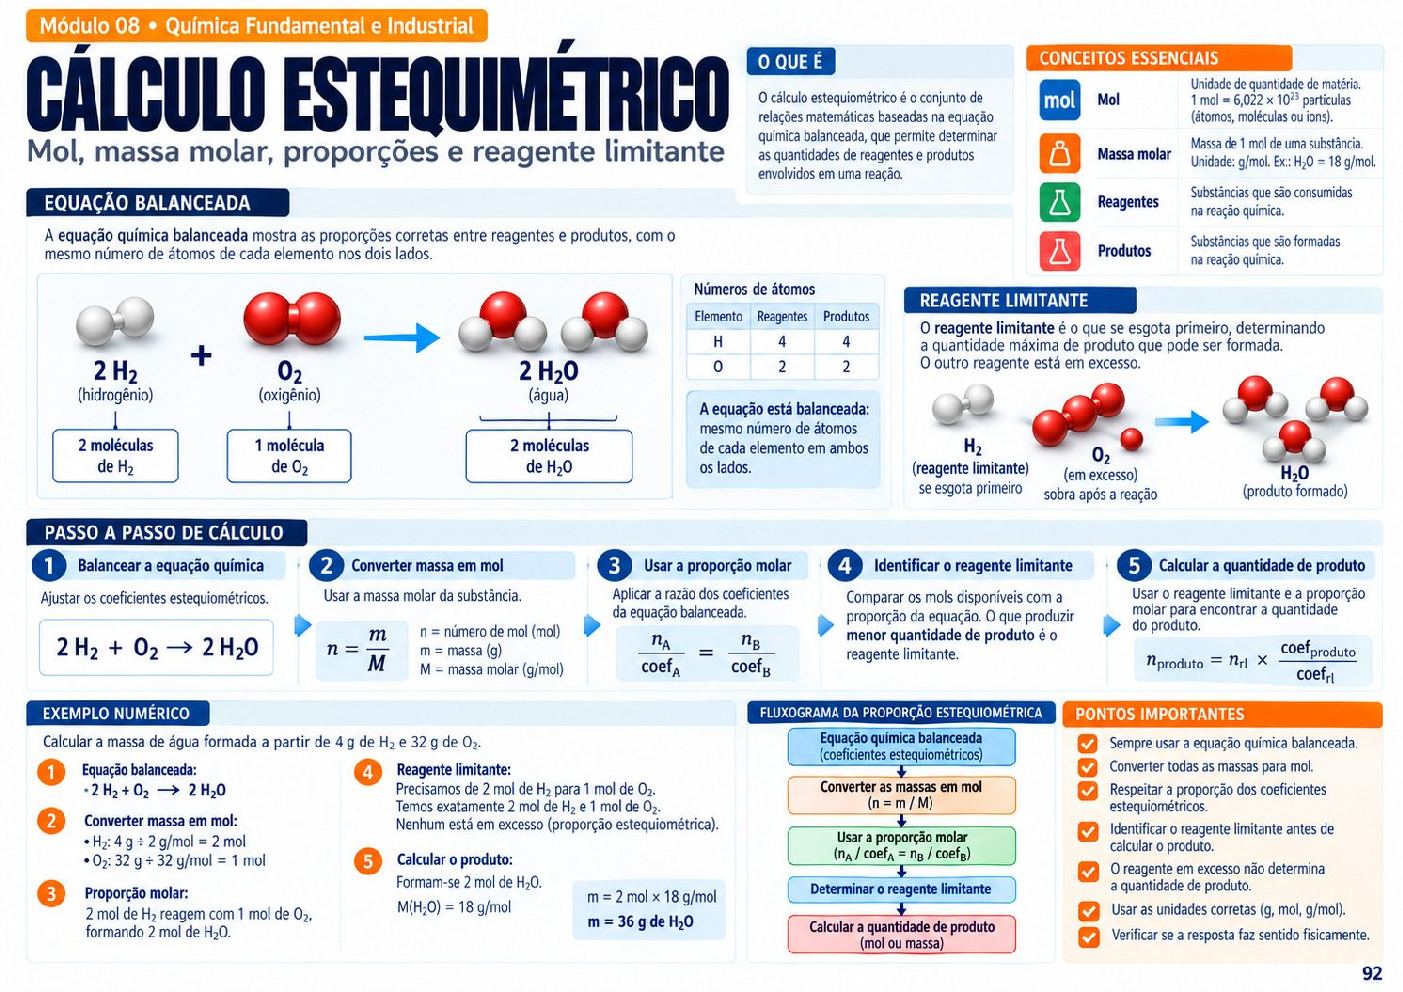 Módulo 08 • Química Fundamental e Industrial
CÁLCULO ESTEQUIMÉTRICO
Mol, massa molar, proporções e reagente limitante
O QUE É
O cálculo estequiométrico é o conjunto de
relações matemáticas baseadas na equação
química balanceada, que permite determinar
as quantidades de reagentes e produtos
envolvidos em uma reação.
CONCEITOS ESSENCIAIS
mol
Mol
Unidade de quantidade de matéria.
1 mol = 6,022 × 10²³ partículas
(átomos, moléculas ou ions).
Massa molar
Massa de 1 mol de uma substância.
Unidade: g/mol. Ex.: H₂0 = 18 g/mol.
Reagentes
Substâncias que são consumidas
na reação química.
Produtos
Substâncias que são formadas
na reação química.
EQUAÇÃO BALANCEADA
A equação química balanceada mostra as proporções corretas entre reagentes e produtos, com o
mesmo número de átomos de cada elemento nos dois lados.
+
2 H₂
(hidrogênio)
2 moléculas
de H₂
O₂
(oxigênio)
1 molécula
de O₂
2 H₂O
(água)
2 moléculas
de H₂O
Números de átomos
Elemento Reagentes Produtos
H 4 4
O 2 2
A equação está balanceada:
mesmo número de átomos
de cada elemento em ambos
os lados.
REAGENTE LIMITANTE
O reagente limitante é o que se esgota primeiro, determinando
a quantidade máxima de produto que pode ser formada.
O outro reagente está em excesso.
H₂
(reagente limitante)
se esgota primeiro
O₂
(em excesso)
sobra após a reação
H₂O
(produto formado)
PASSO A PASSO DE CÁLCULO
1 Balancear a equação química
Ajustar os coeficientes estequiométricos.
2 H₂ + O₂ → 2 H₂O
2 Converter massa em mol
Usar a massa molar da substância.
n = m/M
n = número de mol (mol)
m = massa (g)
M = massa molar (g/mol)
3 Usar a proporção molar
Aplicar a razão dos coeficientes
da equação balanceada.
n_A/coef_A = n_B/coef_B
4 Identificar o reagente limitante
Comparar os mols disponíveis com a
proporção da equação. O que produzir
menor quantidade de produto é o
reagente limitante.
5 Calcular a quantidade de produto
Usar o reagente limitante e a proporção
molar para encontrar a quantidade
do produto.
n_produto = n_rl × coef_produto/coef_rl
EXEMPLO NUMÉRICO
Calcular a massa de água formada a partir de 4 g de H₂ e 32 g de O₂.
1 Equação balanceada:
• 2 H₂ + O₂ → 2 H₂O
2 Converter massa em mol:
• H₂: 4 g ÷ 2 g/mol = 2 mol
• O₂: 32 g ÷ 32 g/mol = 1 mol
3 Proporção molar:
2 mol de H₂ reagem com 1 mol de O₂,
formando 2 mol de H₂O.
4 Reagente limitante:
Precisamos de 2 mol de H₂ para 1 mol de O₂.
Temos exatamente 2 mol de H₂ e 1 mol de O₂.
Nenhum está em excesso (proporção estequiométrica).
5 Calcular o produto:
Formam-se 2 mol de H₂O.
M(H₂O) = 18 g/mol
m = 2 mol × 18 g/mol
m = 36 g de H₂O
FLUXOGRAMA DA PROPORÇÃO ESTEQUIOMÉTRICA
Equação química balanceada
(coeficientes estequiométricos)
Converter as massas em mol
(n = m / M)
Usar a proporção molar
(n_A / coef_A = n_B / coef_B)
Determinar o reagente limitante
Calcular a quantidade de produto
(mol ou massa)
PONTOS IMPORTANTES
Sempre usar a equação química balanceada.
Converter todas as massas para mol.
Respeitar a proporção dos coeficientes
estequiométricos.
Identificar o reagente limitante antes de
calcular o produto.
O reagente em excesso não determina
a quantidade de produto.
Usar as unidades corretas (g, mol, g/mol).
Verificar se a resposta faz sentido fisicamente.
92